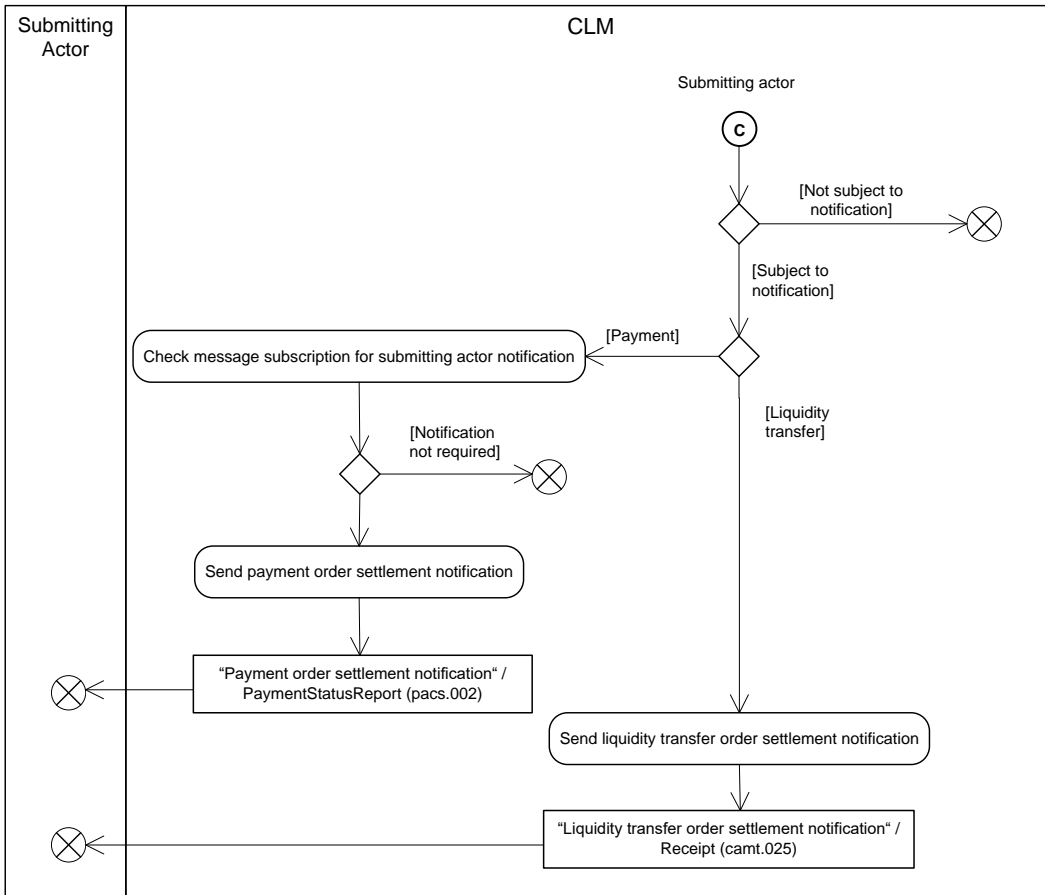 Submitting
Actor
CLM
Submitting actor
C
[Not subject to
notification]
[Subject to
notification]
[Payment]
Check message subscription for submitting actor notification
[Liquidity
transfer]
[Notification
not required]
Send payment order settlement notification
“Payment order settlement notification“ /
PaymentStatusReport (pacs.002)
Send liquidity transfer order settlement notification
“Liquidity transfer order settlement notification“ /
Receipt (camt.025)